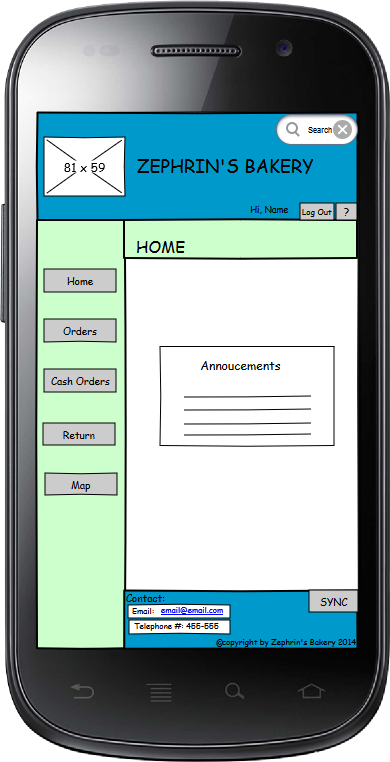 Search
81 x 59
ZEPHRIN'S BAKERY
Hi, Name
Log Out
?
HOME
Home
Orders
Cash Orders
Return
Map
Annoucements
Contact:
Email: email@email.com
Telephone #: 455-555
SYNC
©copyright by Zephrin's Bakery 2014